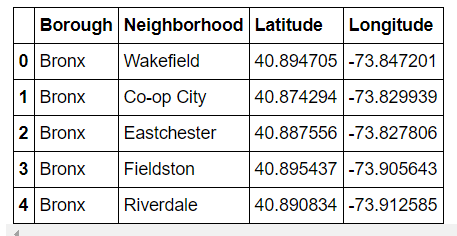 Borough Neighborhood Latitude Longitude
0 Bronx Wakefield 40.894705 -73.847201
1 Bronx Co-op City 40.874294 -73.829939
2 Bronx Eastchester 40.887556 -73.827806
3 Bronx Fieldston 40.895437 -73.905643
4 Bronx Riverdale 40.890834 -73.912585